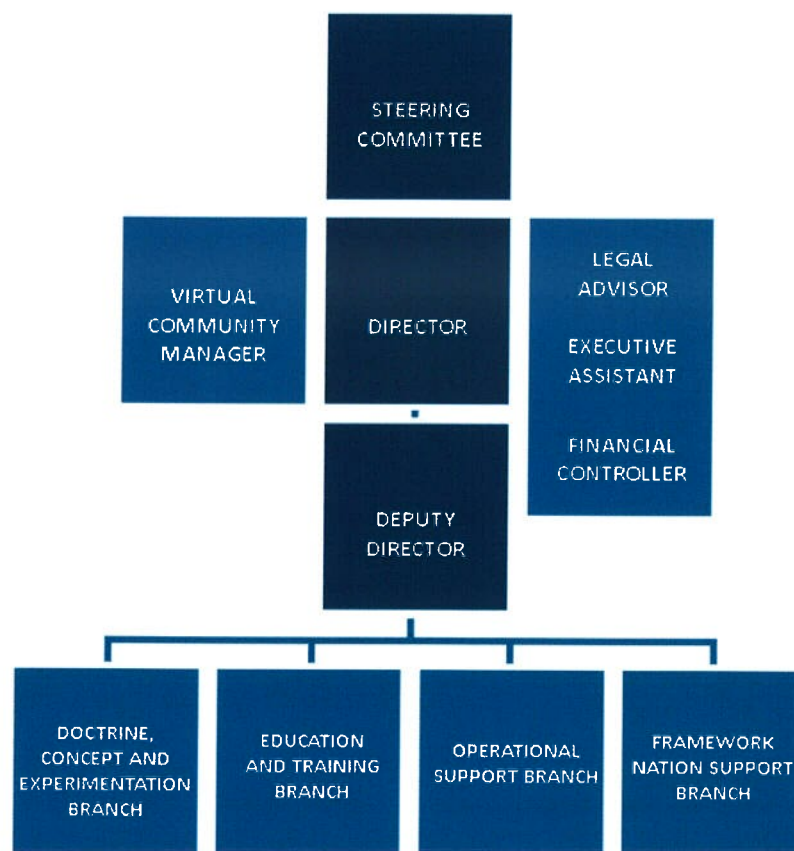 STEERING
COMMITTEE
VIRTUAL
COMMUNITY
MANAGER
DIRECTOR
LEGAL
ADVISOR
EXECUTIVE
ASSISTANT
FINANCIAL
CONTROLLER
DEPUTY
DIRECTOR
DOCTRINE,
CONCEPT AND
EXPERIMENTATION
BRANCH
EDUCATION
AND TRAINING
BRANCH
OPERATIONAL
SUPPORT BRANCH
FRAMEWORK
NATION SUPPORT
BRANCH